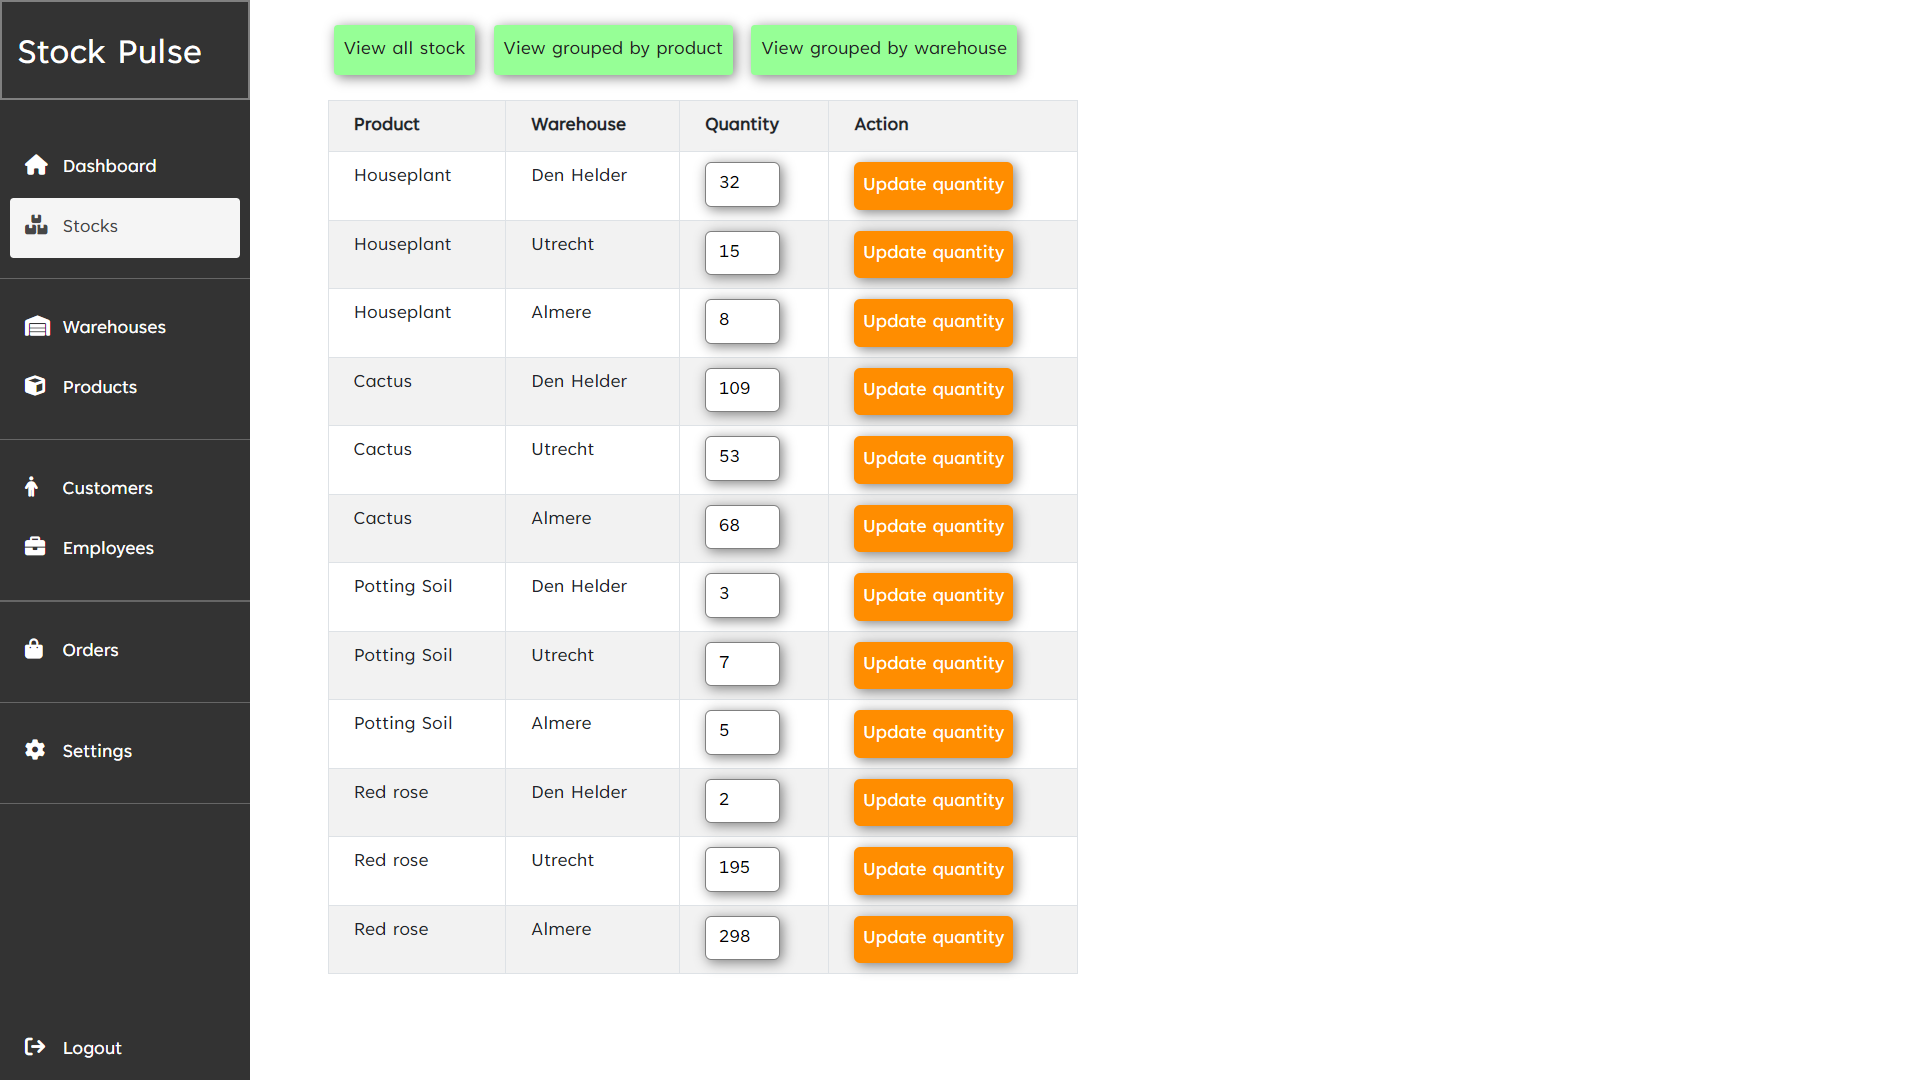 Stock Pulse
Dashboard
Stocks
Warehouses
Products
Customers
Employees
Orders
Settings
Logout
View all stock View grouped by product View grouped by warehouse
Product Warehouse Quantity Action
Houseplant Den Helder 32 Update quantity
Houseplant Utrecht 15 Update quantity
Houseplant Almere 8 Update quantity
Cactus Den Helder 109 Update quantity
Cactus Utrecht 53 Update quantity
Cactus Almere 68 Update quantity
Potting Soil Den Helder 3 Update quantity
Potting Soil Utrecht 7 Update quantity
Potting Soil Almere 5 Update quantity
Red rose Den Helder 2 Update quantity
Red rose Utrecht 195 Update quantity
Red rose Almere 298 Update quantity